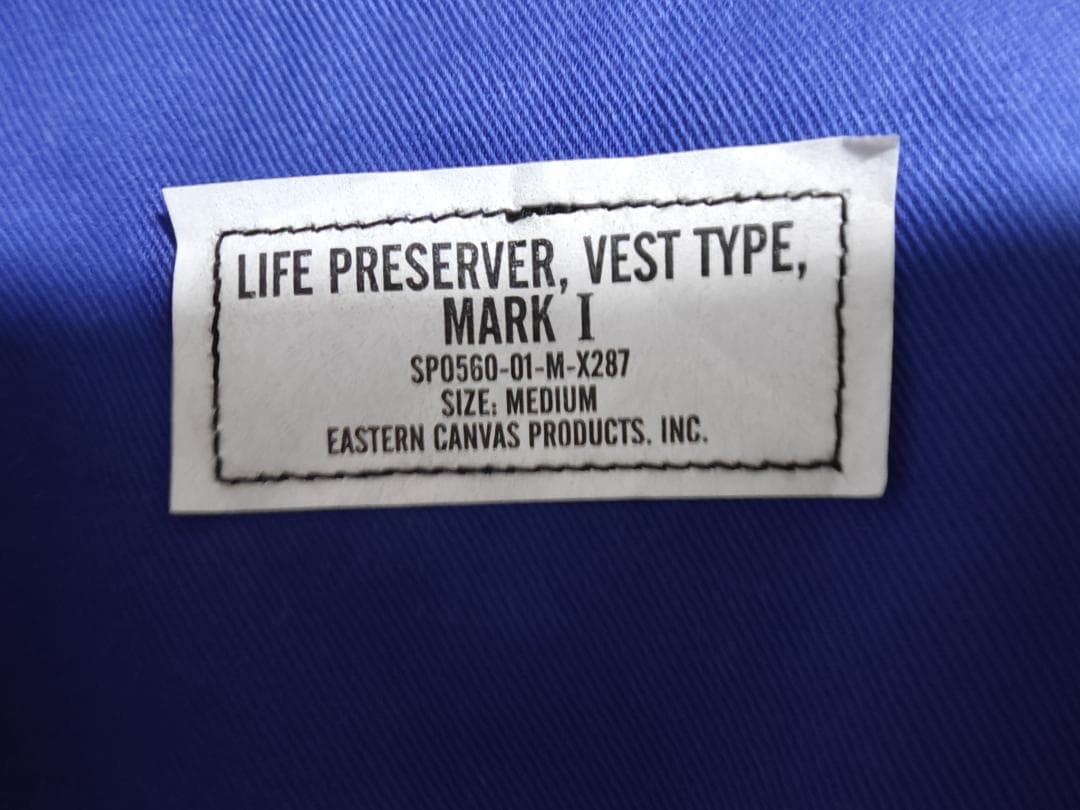 LIFE PRESERVER, VEST TYPE,
MARK I
SP0560-01-M-X287
SIZE: MEDIUM
EASTERN CANVAS PRODUCTS. INC.